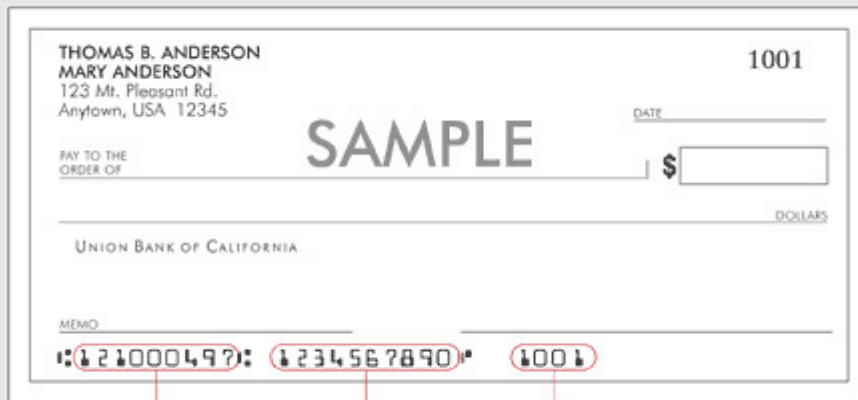 THOMAS B. ANDERSON
MARY ANDERSON
123 Mt. Pleasant Rd.
Anytown, USA 12345
1001
DATE
SAMPLE
PAY TO THE
ORDER OF
$
DOLLARS
UNION BANK OF CALIFORNIA
MEMO
⑆121000497⑆ 1234567890⑈ 1001